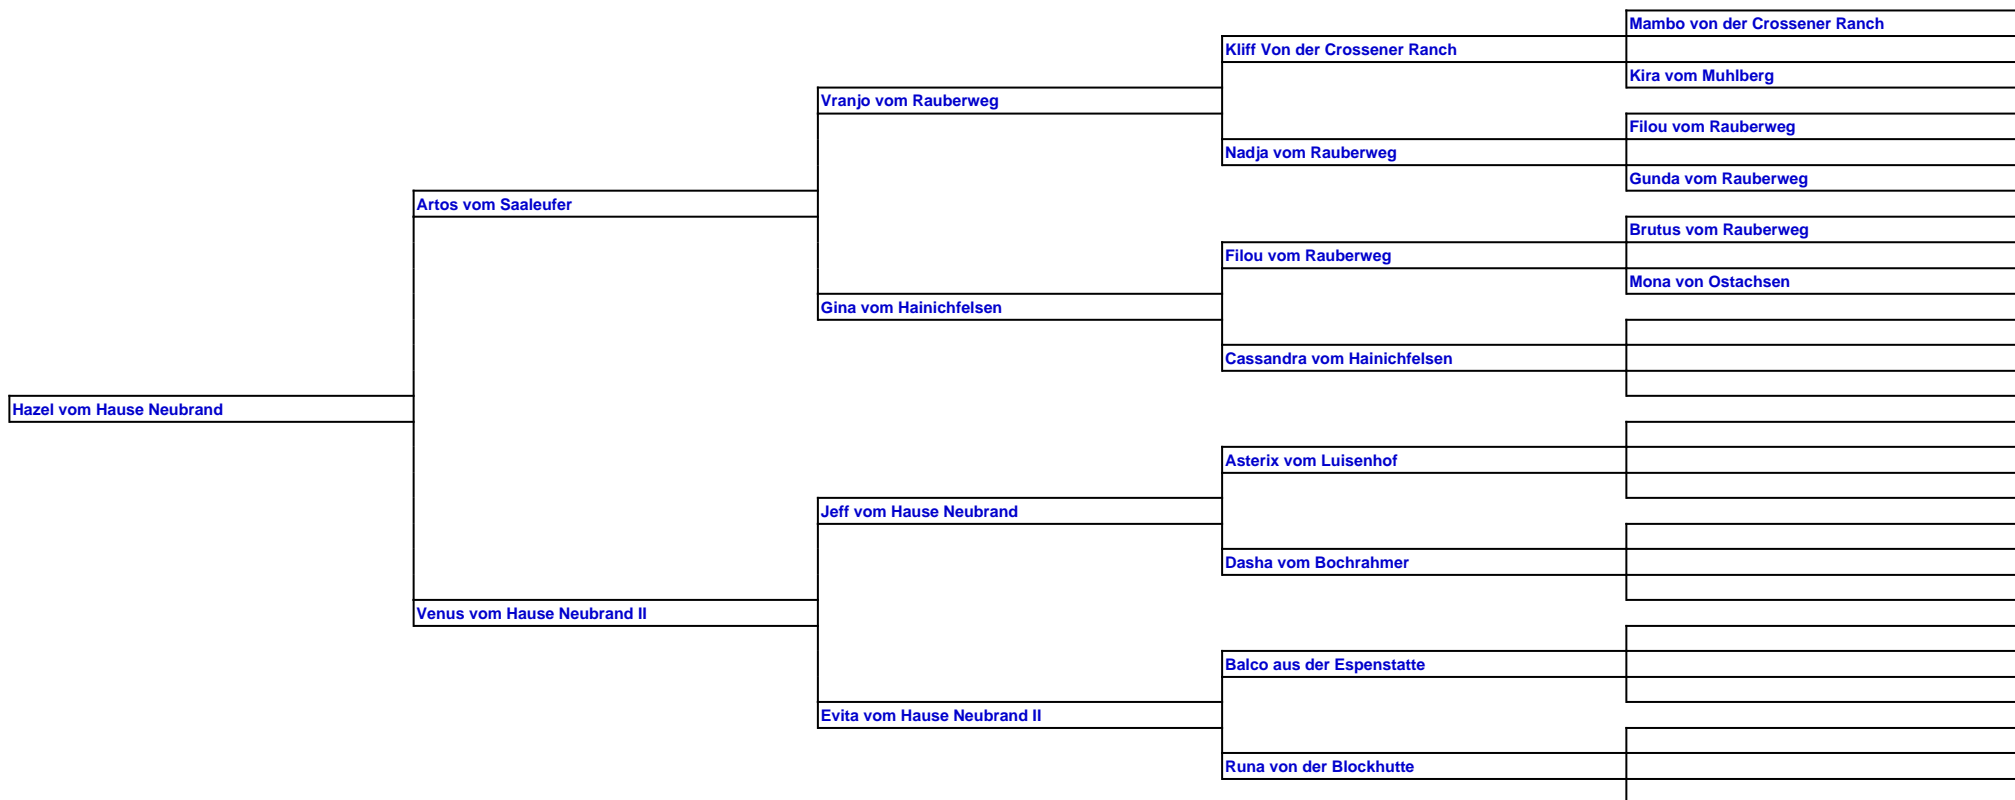 Mambo von der Crossener Ranch
Kliff Von der Crossener Ranch
Kira vom Muhlberg
Vranjo vom Rauberweg
Filou vom Rauberweg
Nadja vom Rauberweg
Gunda vom Rauberweg
Artos vom Saaleufer
Brutus vom Rauberweg
Filou vom Rauberweg
Mona von Ostachsen
Gina vom Hainichfelsen
Cassandra vom Hainichfelsen
Hazel vom Hause Neubrand
Asterix vom Luisenhof
Jeff vom Hause Neubrand
Dasha vom Bochrahmer
Venus vom Hause Neubrand II
Balco aus der Espenstatte
Evita vom Hause Neubrand II
Runa von der Blockhutte